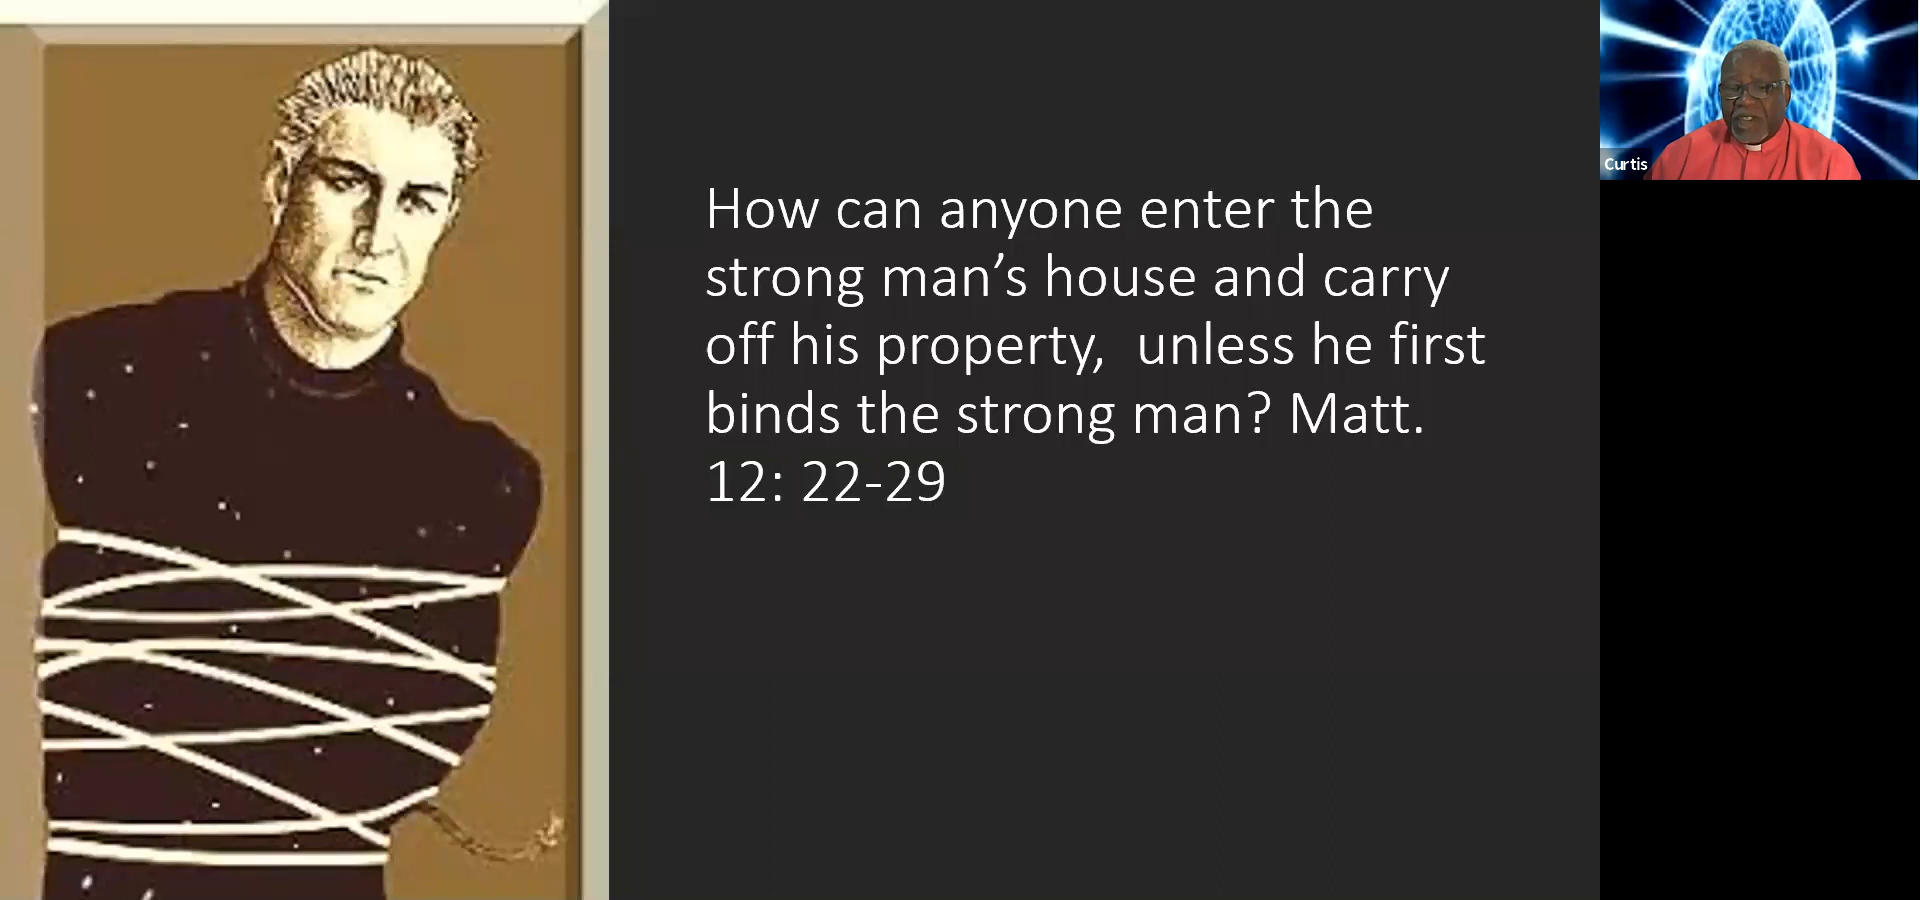 How can anyone enter the
strong man’s house and carry
off his property,  unless he first
binds the strong man? Matt.
12: 22-29
Curtis